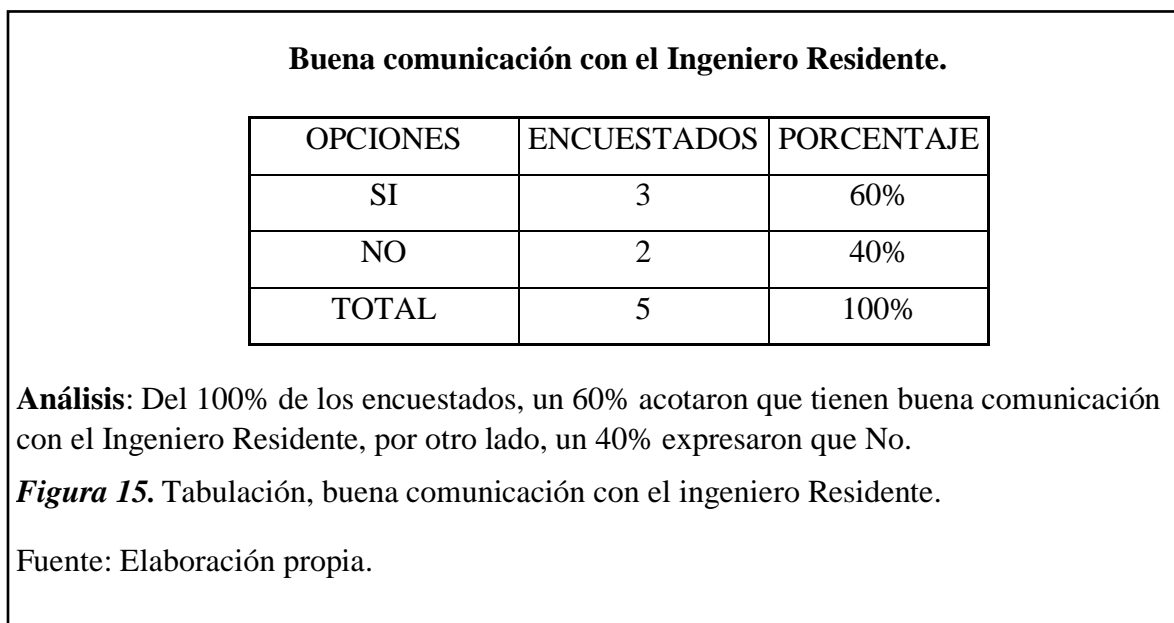 Buena comunicación con el Ingeniero Residente.
OPCIONES ENCUESTADOS PORCENTAJE
SI 3 60%
NO 2 40%
TOTAL 5 100%
Análisis: Del 100% de los encuestados, un 60% acotaron que tienen buena comunicación
con el Ingeniero Residente, por otro lado, un 40% expresaron que No.
Figura 15. Tabulación, buena comunicación con el ingeniero Residente.
Fuente: Elaboración propia.